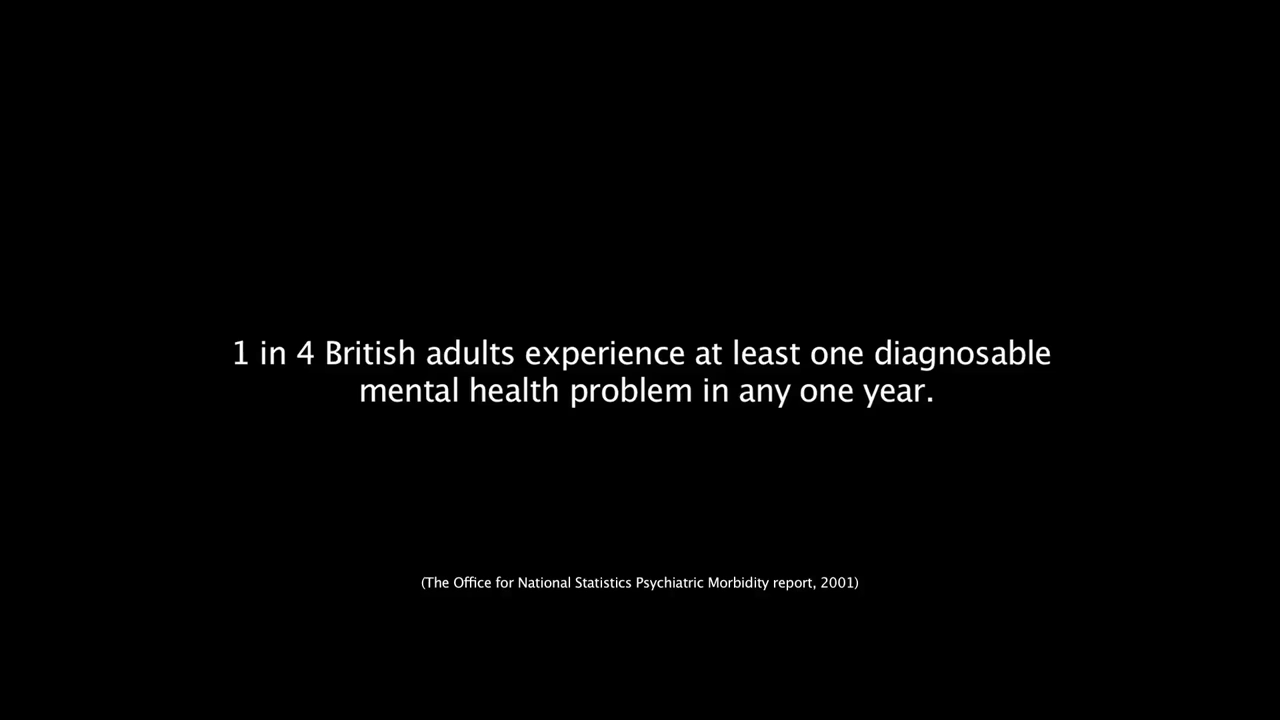 1 in 4 British adults experience at least one diagnosable
mental health problem in any one year.
(The Office for National Statistics Psychiatric Morbidity report, 2001)